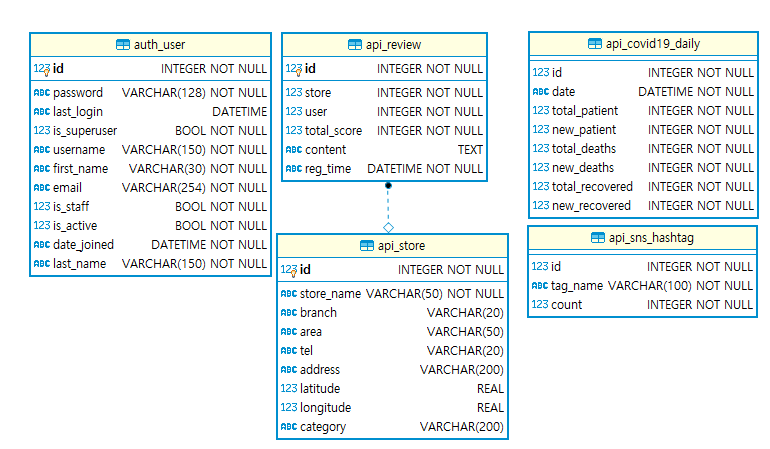 auth_user
123 id INTEGER NOT NULL
ABC password VARCHAR(128) NOT NULL
ABC last_login DATETIME
123 is_superuser BOOL NOT NULL
ABC username VARCHAR(150) NOT NULL
ABC first_name VARCHAR(30) NOT NULL
ABC email VARCHAR(254) NOT NULL
123 is_staff BOOL NOT NULL
123 is_active BOOL NOT NULL
ABC date_joined DATETIME NOT NULL
ABC last_name VARCHAR(150) NOT NULL
api_review
123 id INTEGER NOT NULL
123 store INTEGER NOT NULL
123 user INTEGER NOT NULL
123 total_score INTEGER NOT NULL
ABC content TEXT
ABC reg_time DATETIME NOT NULL
api_store
123 id INTEGER NOT NULL
ABC store_name VARCHAR(50) NOT NULL
ABC branch VARCHAR(20)
ABC area VARCHAR(50)
ABC tel VARCHAR(20)
ABC address VARCHAR(200)
123 latitude REAL
123 longitude REAL
ABC category VARCHAR(200)
api_covid19_daily
123 id INTEGER NOT NULL
ABC date DATETIME NOT NULL
123 total_patient INTEGER NOT NULL
123 new_patient INTEGER NOT NULL
123 total_deaths INTEGER NOT NULL
123 new_deaths INTEGER NOT NULL
123 total_recovered INTEGER NOT NULL
123 new_recovered INTEGER NOT NULL
api_sns_hashtag
123 id INTEGER NOT NULL
ABC tag_name VARCHAR(100) NOT NULL
123 count INTEGER NOT NULL